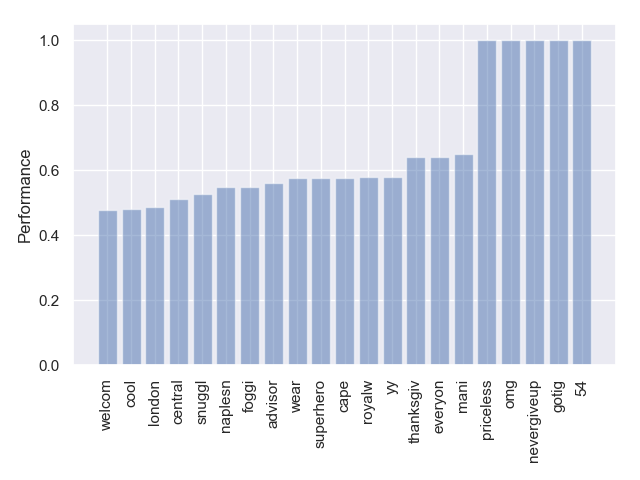 1.0
0.8
0.6
0.4
0.2
0.0
Performance
welcom
cool
london
central
snuggl
naplesn
foggi
advisor
wear
superhero
cape
royalw
yy
thanksgiv
everyon
mani
priceless
omg
nevergiveup
gotig
54